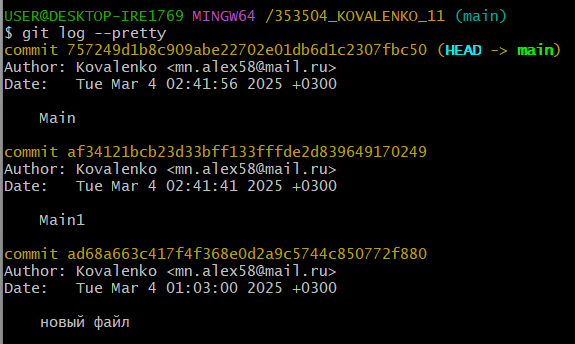 USER@DESKTOP-IRE1769 MINGW64 /353504_KOVALENKO_11 (main)
$ git log --pretty
commit 757249d1b8c909abe22702e01db6d1c2307fbc50 (HEAD -> main)
Author: Kovalenko <mn.alex58@mail.ru>
Date:   Tue Mar 4 02:41:56 2025 +0300
    Main
commit af34121bcb23d33bff133fffde2d839649170249
Author: Kovalenko <mn.alex58@mail.ru>
Date:   Tue Mar 4 02:41:41 2025 +0300
    Main1
commit ad68a663c417f4f368e0d2a9c5744c850772f880
Author: Kovalenko <mn.alex58@mail.ru>
Date:   Tue Mar 4 01:03:00 2025 +0300
    новый файл